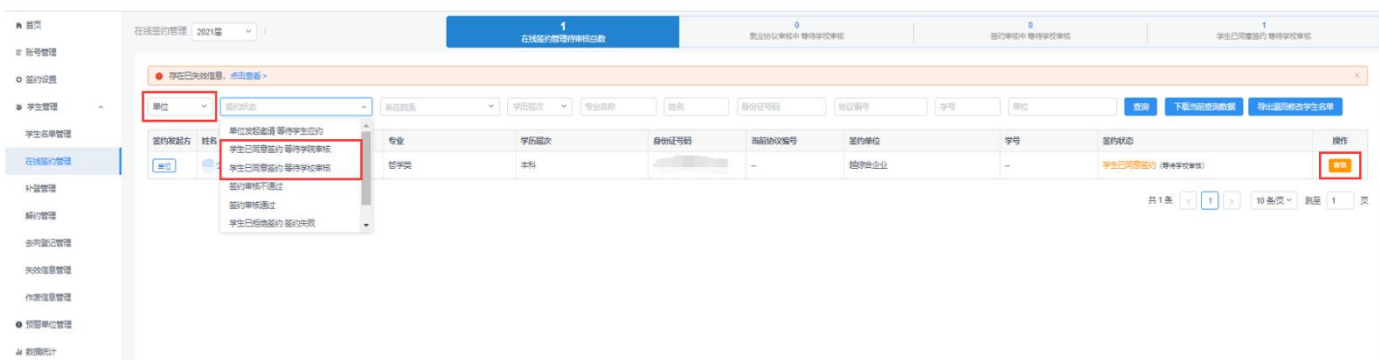 首页
账号管理
签约设置
学生管理
学生名单管理
在线签约管理
补登管理
解约管理
去向登记管理
失效信息管理
作废信息管理
预警单位管理
数据统计
在线签约管理 2021届 /
1
在线签约管理待审核总数
0
就业协议审核中 等待学校审核
0
签约审核中 等待学校审核
1
学生已同意签约 等待学校审核
存在已失效信息，点击查看 >
单位 签约状态 所在院系 学历层次 专业名称 姓名 身份证号码 协议编号 学号 单位 查询 下载当前查询数据 导出退回修改学生名单
单位发起邀请 等待学生应约
学生已同意签约 等待学院审核
学生已同意签约 等待学校审核
签约审核不通过
签约审核通过
学生已拒绝签约 签约失败
签约发起方 姓名 专业 学历层次 身份证号码 当前协议编号 签约单位 学号 签约状态 操作
单位 哲学类 本科 -- 超综合企业 -- 学生已同意签约 (等待学校审核) 审核
共 1 条 < 1 > 10 条/页 跳至 1 页